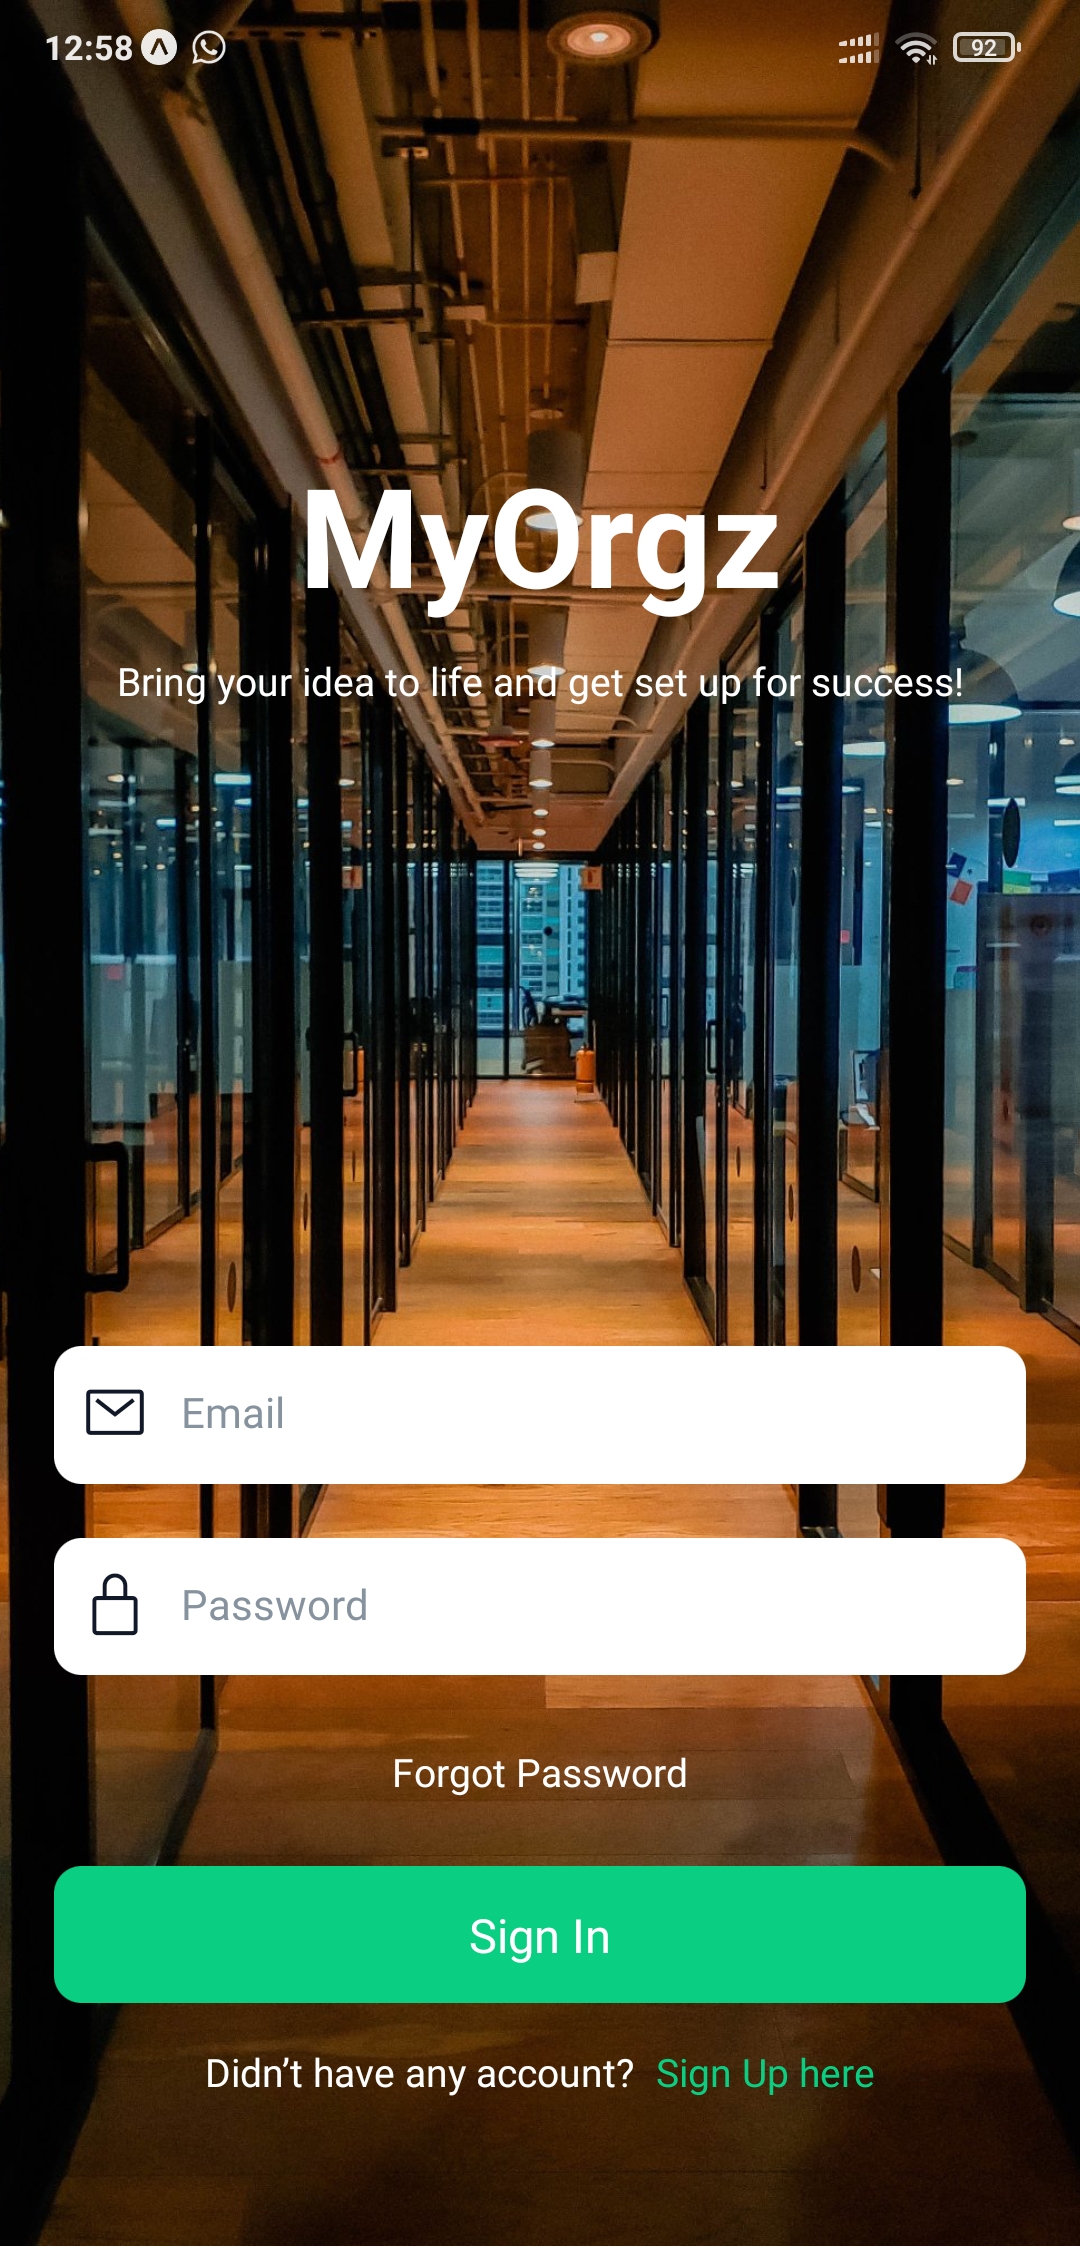 12:58
92
MyOrgz
Bring your idea to life and get set up for success!
Email
Password
Forgot Password
Sign In
Didn’t have any account? Sign Up here